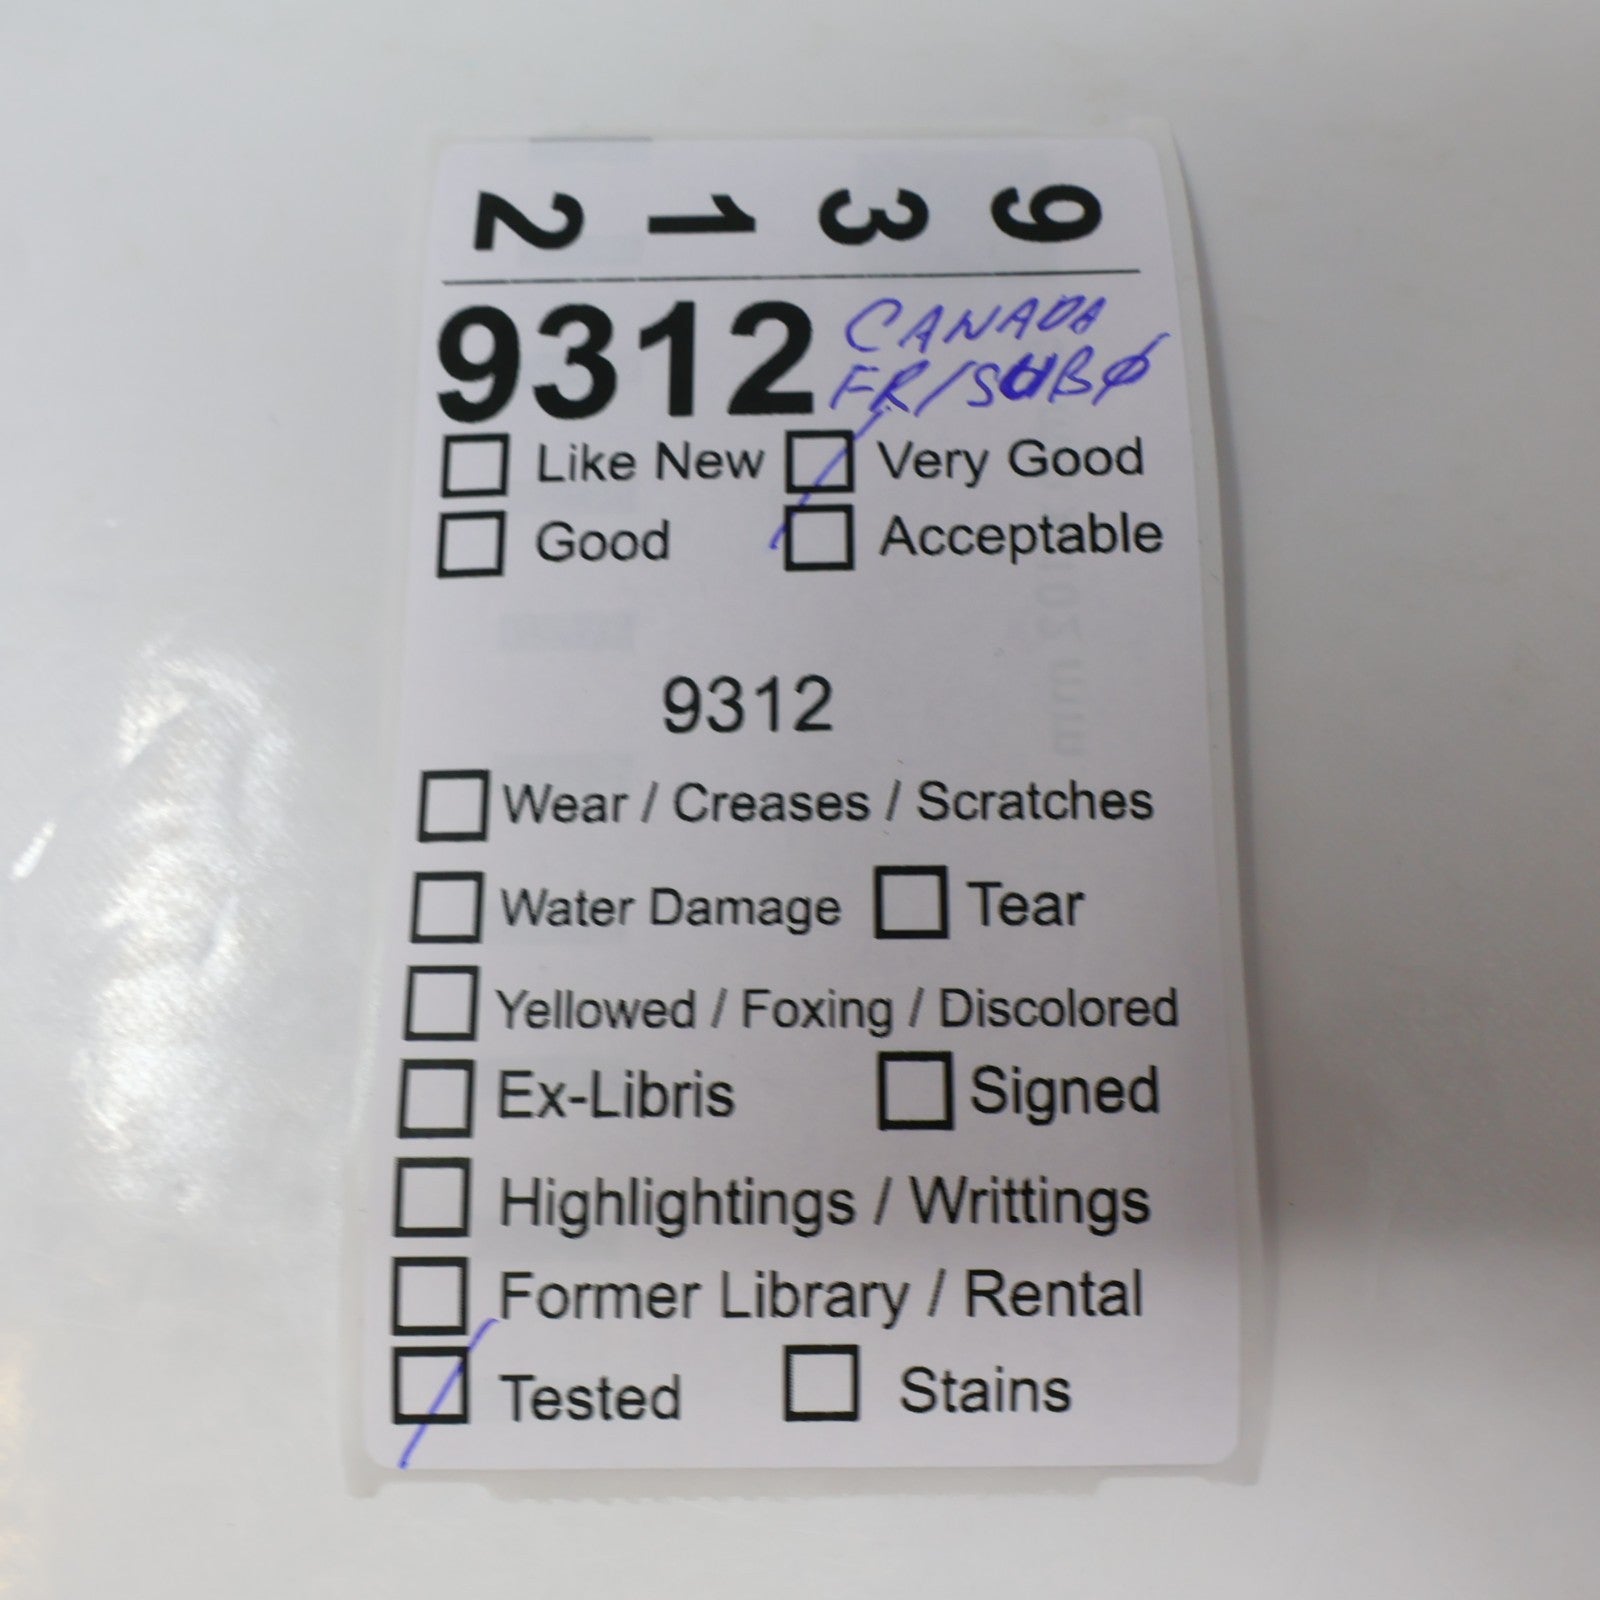 9 3 1 2
9312 CANADA
FR/SUBØ
Like New Very Good
Good Acceptable
9312
Wear / Creases / Scratches
Water Damage Tear
Yellowed / Foxing / Discolored
Ex-Libris Signed
Highlightings / Writtings
Former Library / Rental
Tested Stains